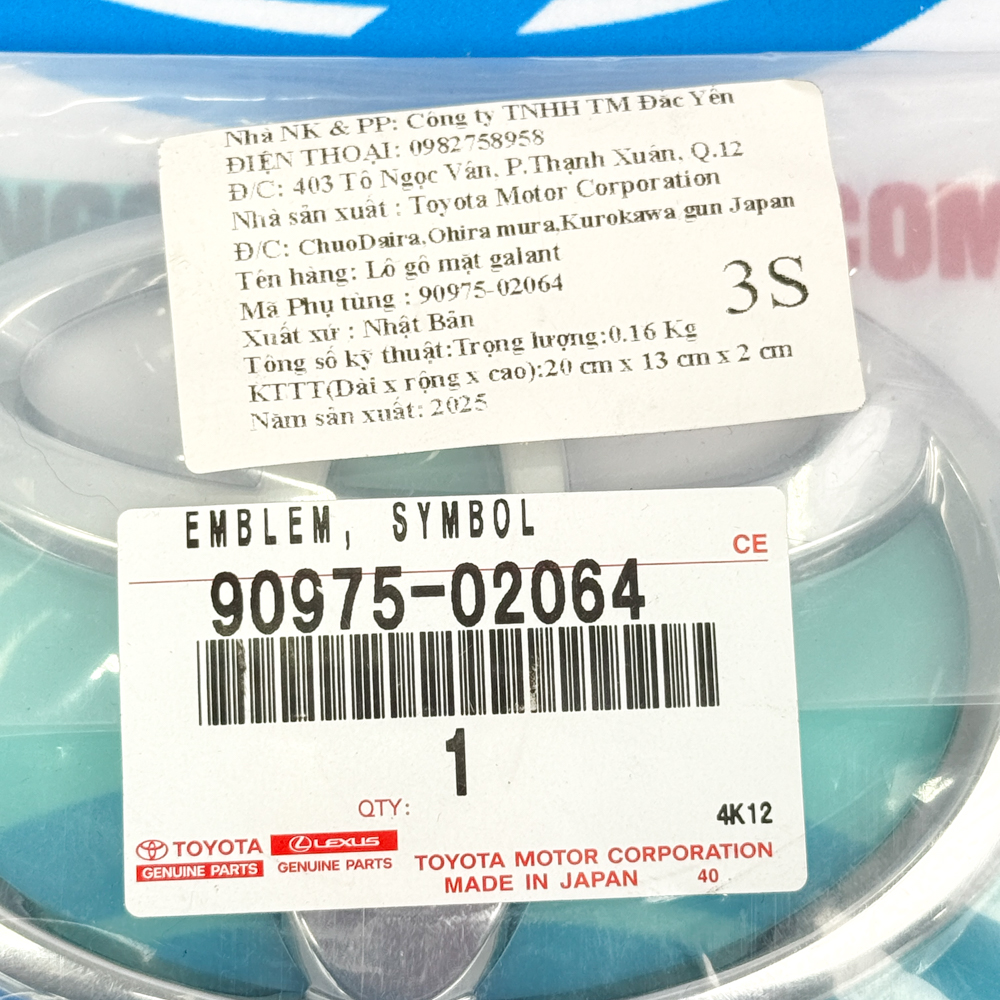 Nhà NK & PP: Công ty TNHH TM Đắc Yến
ĐIỆN THOẠI: 0982758958
Đ/C: 403 Tô Ngọc Vân, P.Thạnh Xuân, Q.12
Nhà sản xuất : Toyota Motor Corporation
Đ/C: ChuoDaira,Ohira mura,Kurokawa gun Japan
Tên hàng: Lô gô mặt galant
Mã Phụ tùng : 90975-02064
3S
Xuất xứ : Nhật Bản
Tông số kỹ thuật:Trọng lượng:0.16 Kg
KTTT(Dài x rộng x cao):20 cm x 13 cm x 2 cm
Năm sản xuất: 2025
EMBLEM, SYMBOL
CE
90975-02064
1
QTY:
4K12
TOYOTA
GENUINE PARTS
LEXUS
GENUINE PARTS
TOYOTA MOTOR CORPORATION
MADE IN JAPAN 40